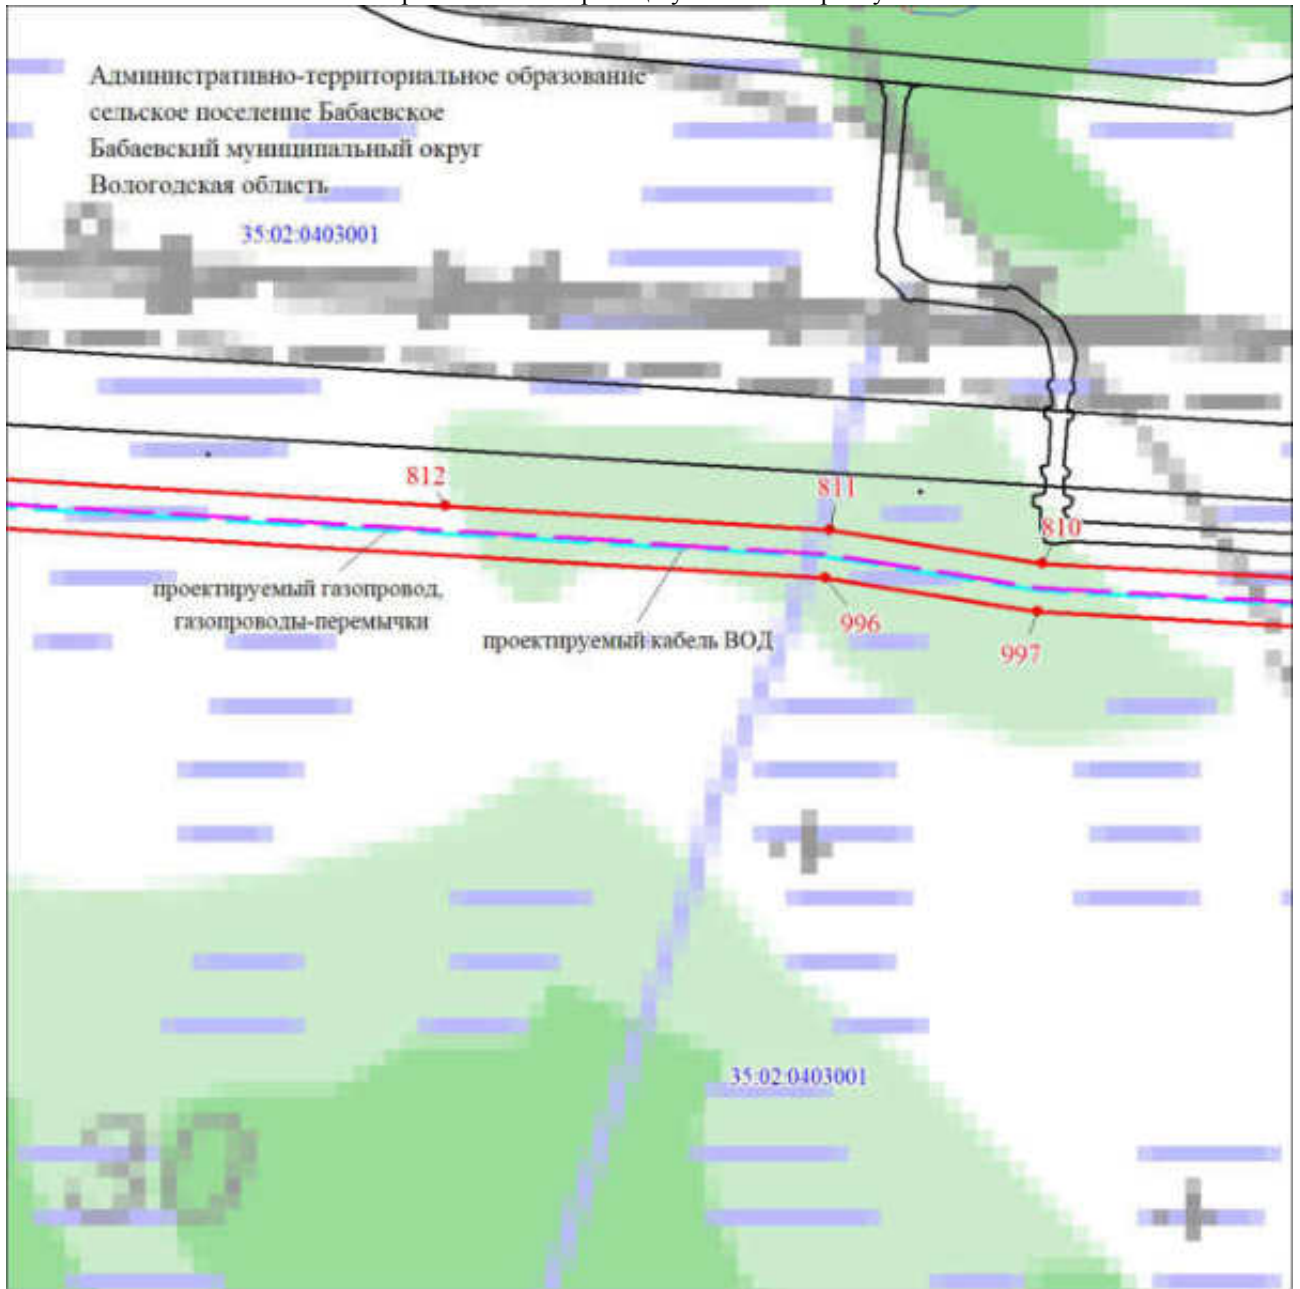 Административно-территориальное образование
сельское поселение Бабаевское
Бабаевский муниципальный округ
Вологодская область
35:02:0403001
812
811
810
проектируемый газопровод,
газопроводы-перемычки
проектируемый кабель ВОД
996
997
35:02:0403001
30